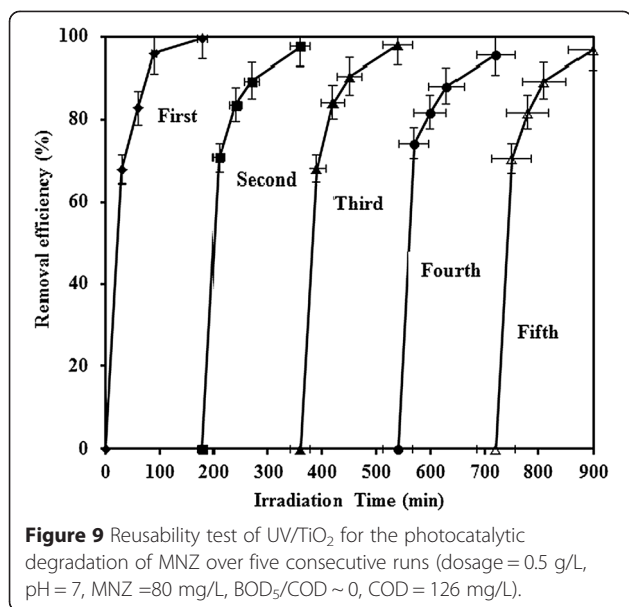 100
80
60
40
20
0
Removal efficiency (%)
First
Second
Third
Fourth
Fifth
0 100 200 300 400 500 600 700 800 900
Irradiation Time (min)
Figure 9 Reusability test of UV/TiO₂ for the photocatalytic
degradation of MNZ over five consecutive runs (dosage = 0.5 g/L,
pH = 7, MNZ =80 mg/L, BOD₅/COD ~ 0, COD = 126 mg/L).